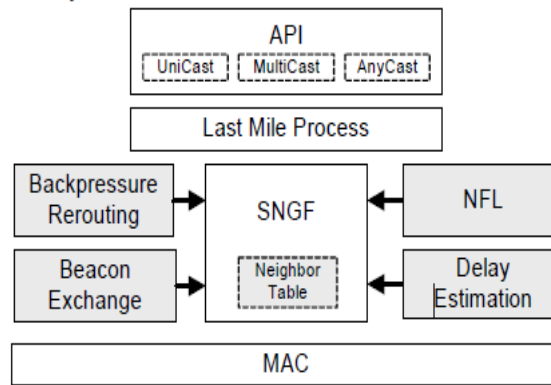 API
UniCast MultiCast AnyCast
Last Mile Process
Backpressure
Rerouting
SNGF
NFL
Beacon
Exchange
Neighbor
Table
Delay
Estimation
MAC